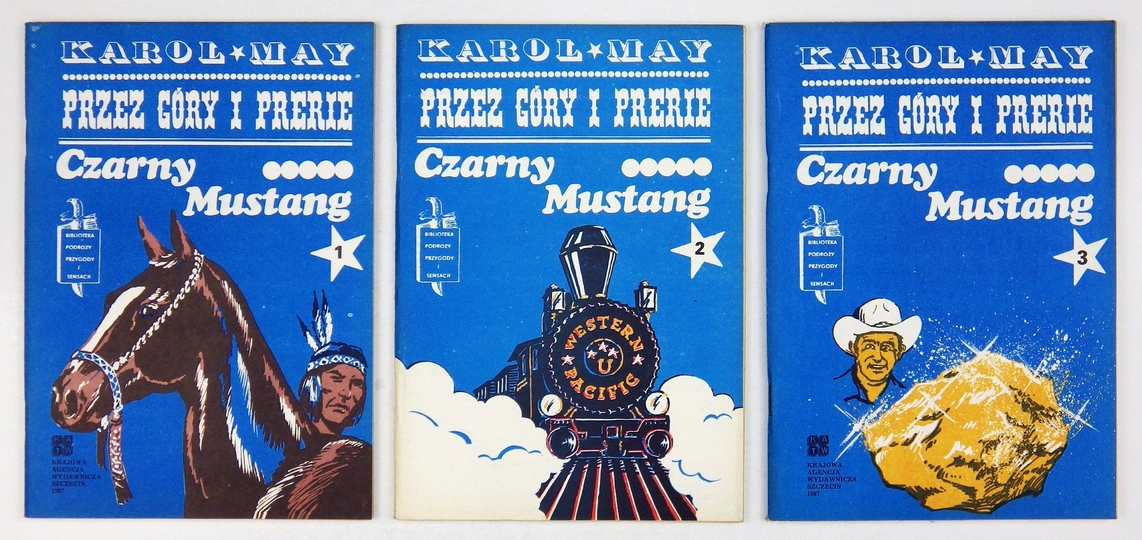 KAROL★MAY
PRZEZ GÓRY I PRERIE
Czarny
Mustang
1
BIBLIOTEKA
PODRÓŻY
PRZYGODY
I
SENSACJI
KRAJOWA
AGENCJA
WYDAWNICZA
SZCZECIN
1987
KAROL★MAY
PRZEZ GÓRY I PRERIE
Czarny
Mustang
2
BIBLIOTEKA
PODRÓŻY
PRZYGODY
I
SENSACJI
WESTERN
U
PACIFIC
KAROL★MAY
PRZEZ GÓRY I PRERIE
Czarny
Mustang
3
BIBLIOTEKA
PODRÓŻY
PRZYGODY
I
SENSACJI
KAW
KRAJOWA
AGENCJA
WYDAWNICZA
SZCZECIN
1987